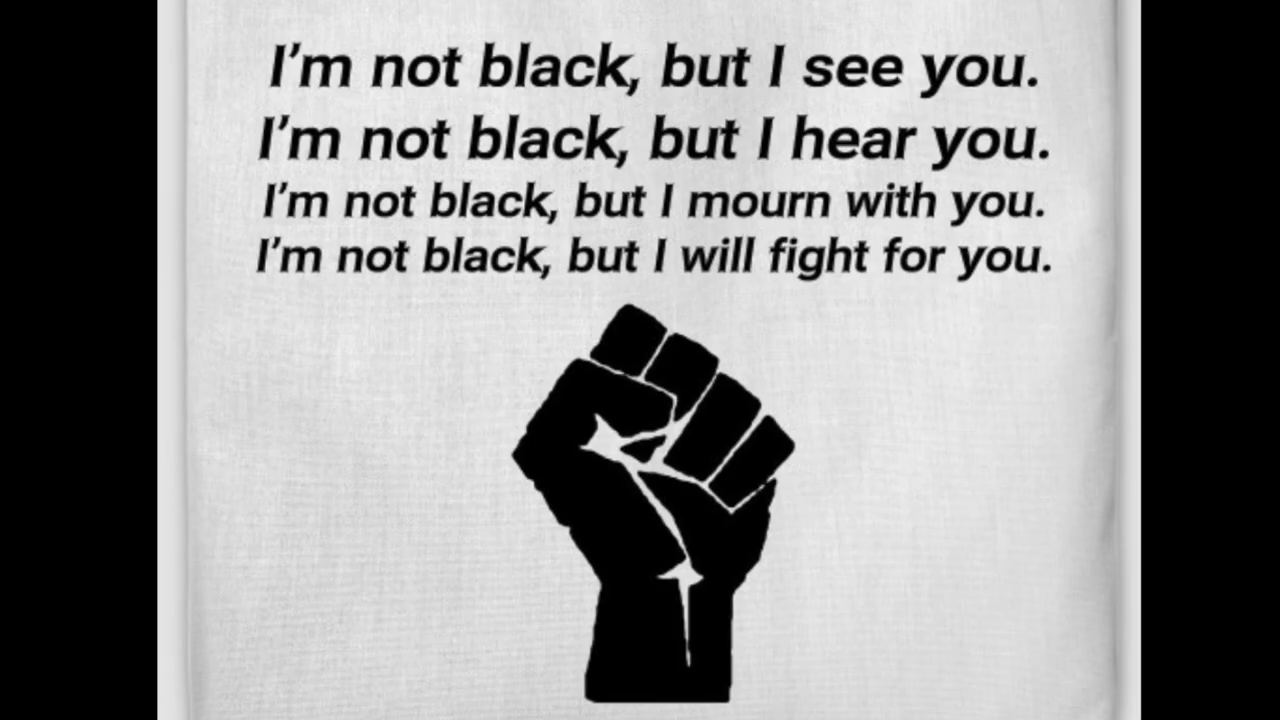 I'm not black, but I see you.
I'm not black, but I hear you.
I'm not black, but I mourn with you.
I'm not black, but I will fight for you.